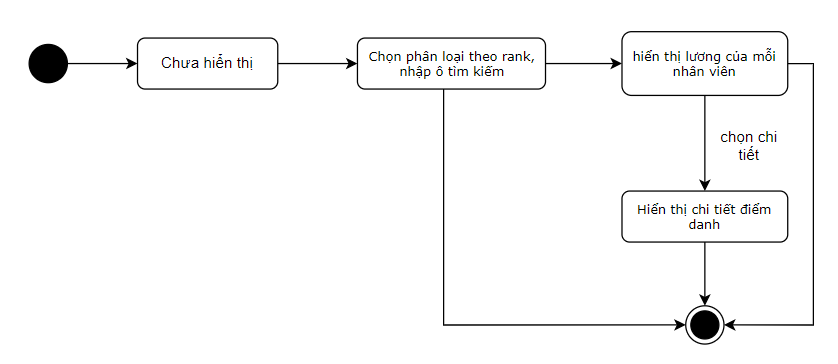 Chưa hiển thị
Chọn phân loại theo rank,
nhập ô tìm kiếm
hiển thị lương của mỗi
nhân viên
chọn chi
tiết
Hiển thị chi tiết điểm
danh